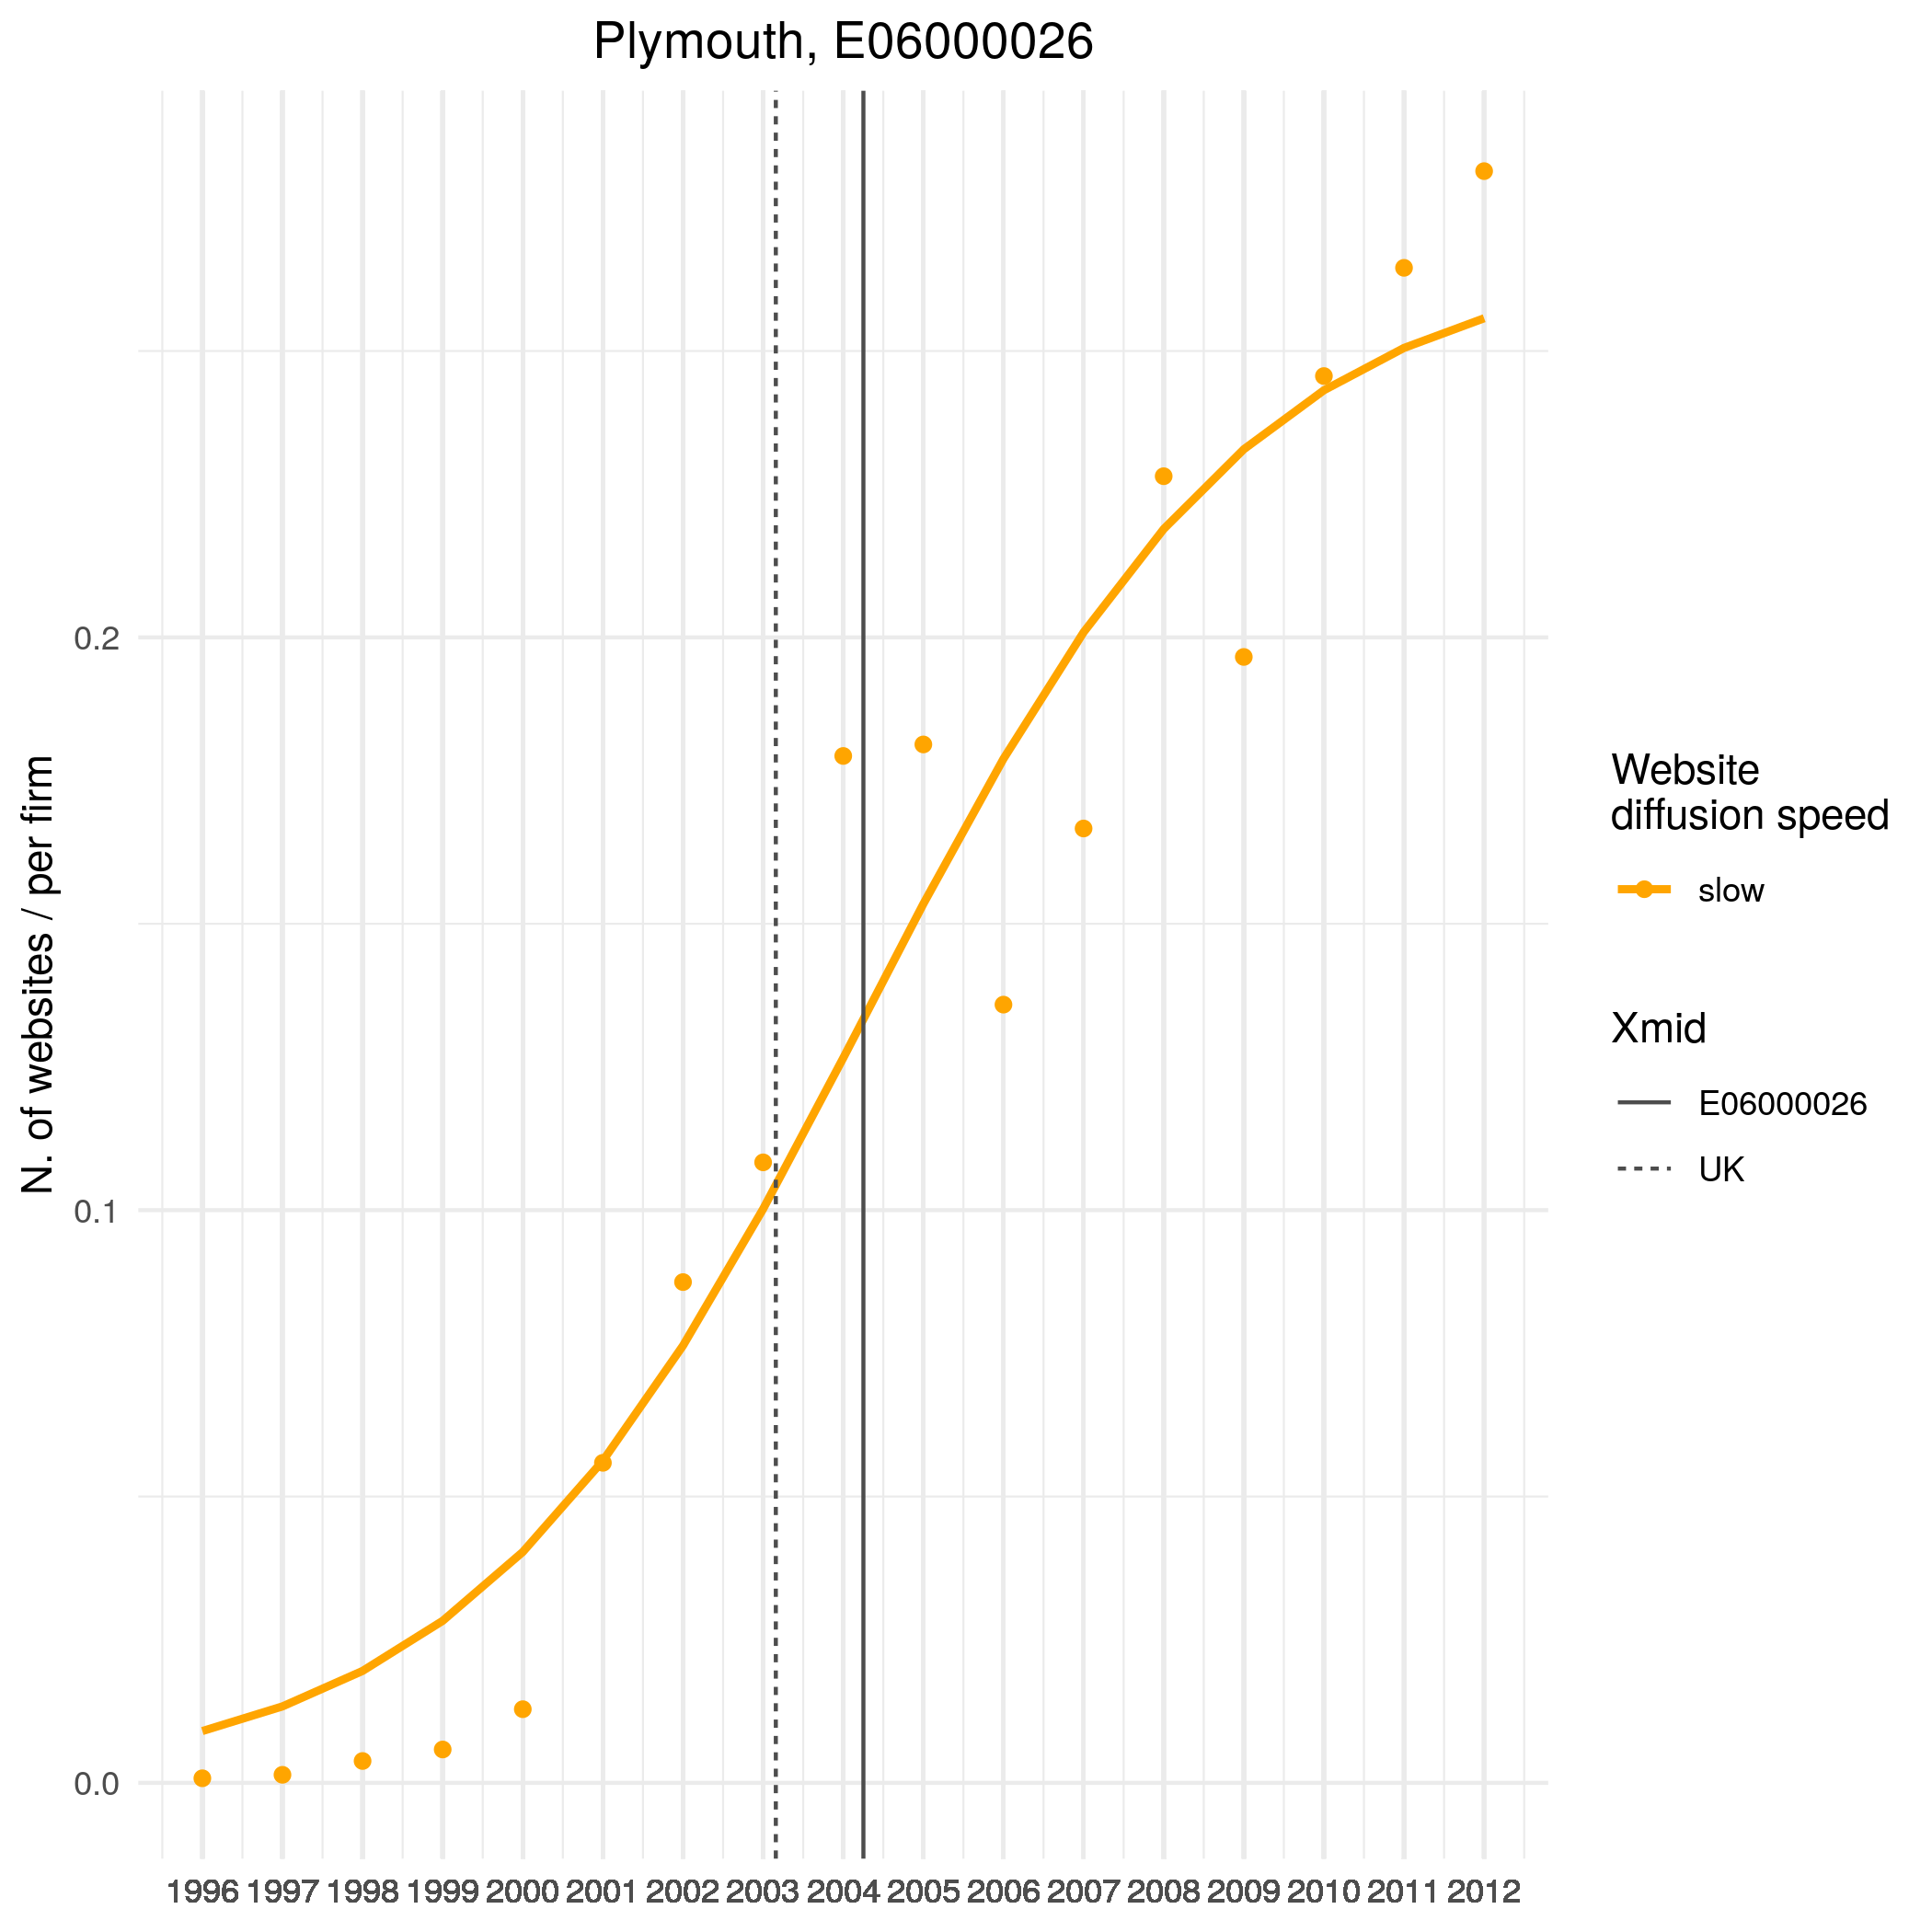 Plymouth, E06000026
N. of websites / per firm
0.2
0.1
0.0
1996 1997 1998 1999 2000 2001 2002 2003 2004 2005 2006 2007 2008 2009 2010 2011 2012
Website
diffusion speed
slow
Xmid
E06000026
UK